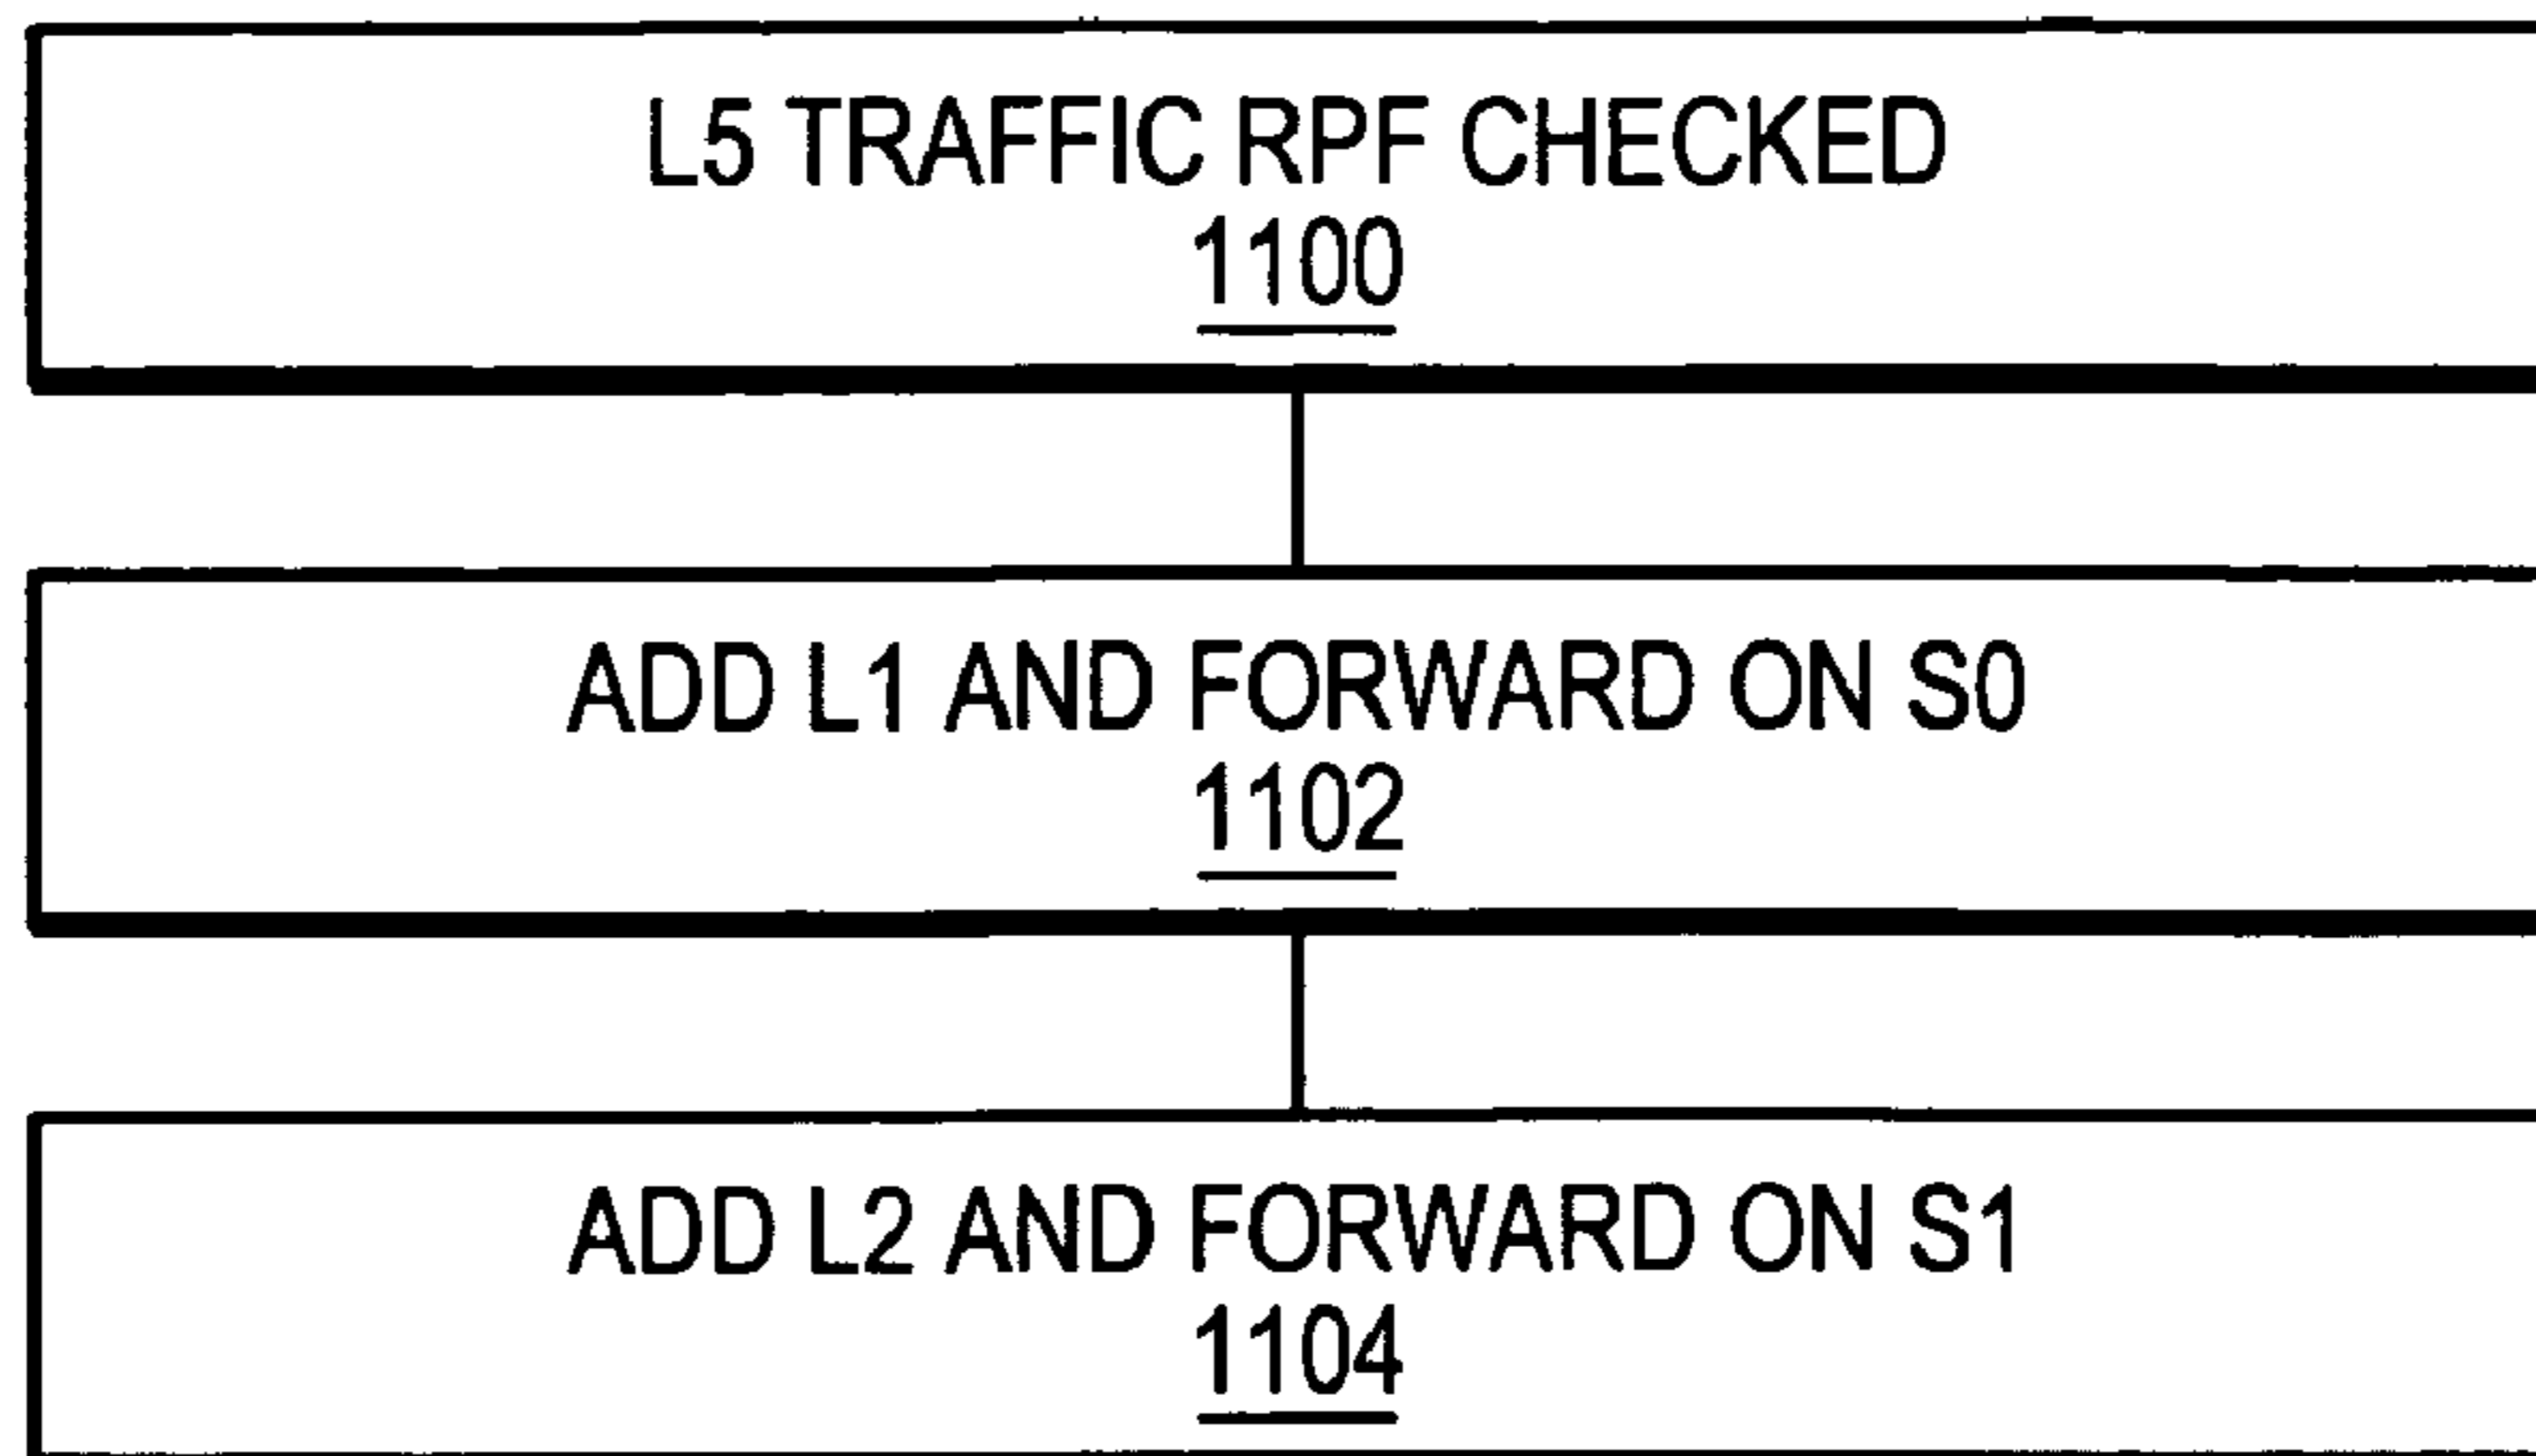 L5 TRAFFIC RPF CHECKED
1100
ADD L1 AND FORWARD ON S0
1102
ADD L2 AND FORWARD ON S1
1104